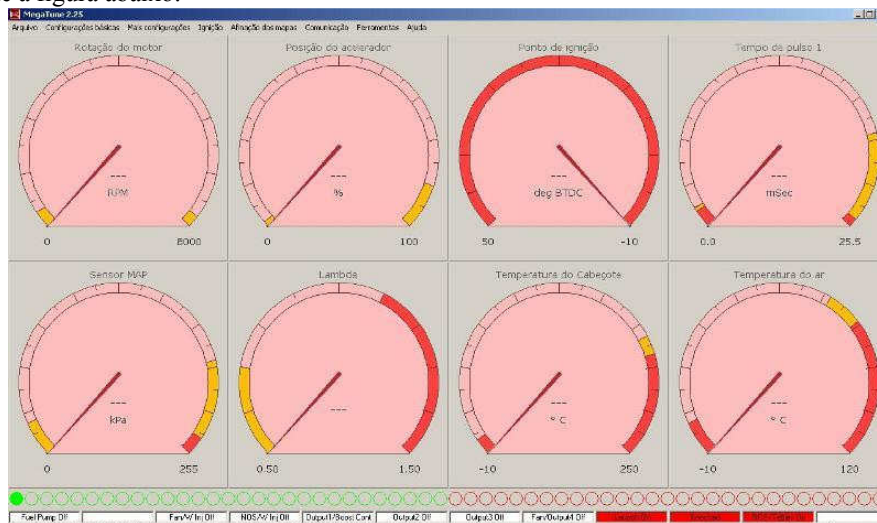 e a figura abaixo:
MegaTune 2.25
Arquivo Configurações básicas Mais configurações Ignição Afinação dos mapas Comunicação Ferramentas Ajuda
Rotação do motor
---
RPM
0 8000
Posição do acelerador
---
%
0 100
Ponto de ignição
---
deg BTDC
50 -10
Tempo de pulso 1
---
mSec
0.0 25.5
Sensor MAP
---
kPa
0 255
Lambda
---
0.50 1.50
Temperatura do Cabeçote
---
° C
-10 250
Temperatura do ar
---
° C
-10 120
Fuel Pump Off Fan/W Inj Off NOS/W Inj Off Output1/Boost Cont Output2 Off Output3 Off Fan/Output4 Off